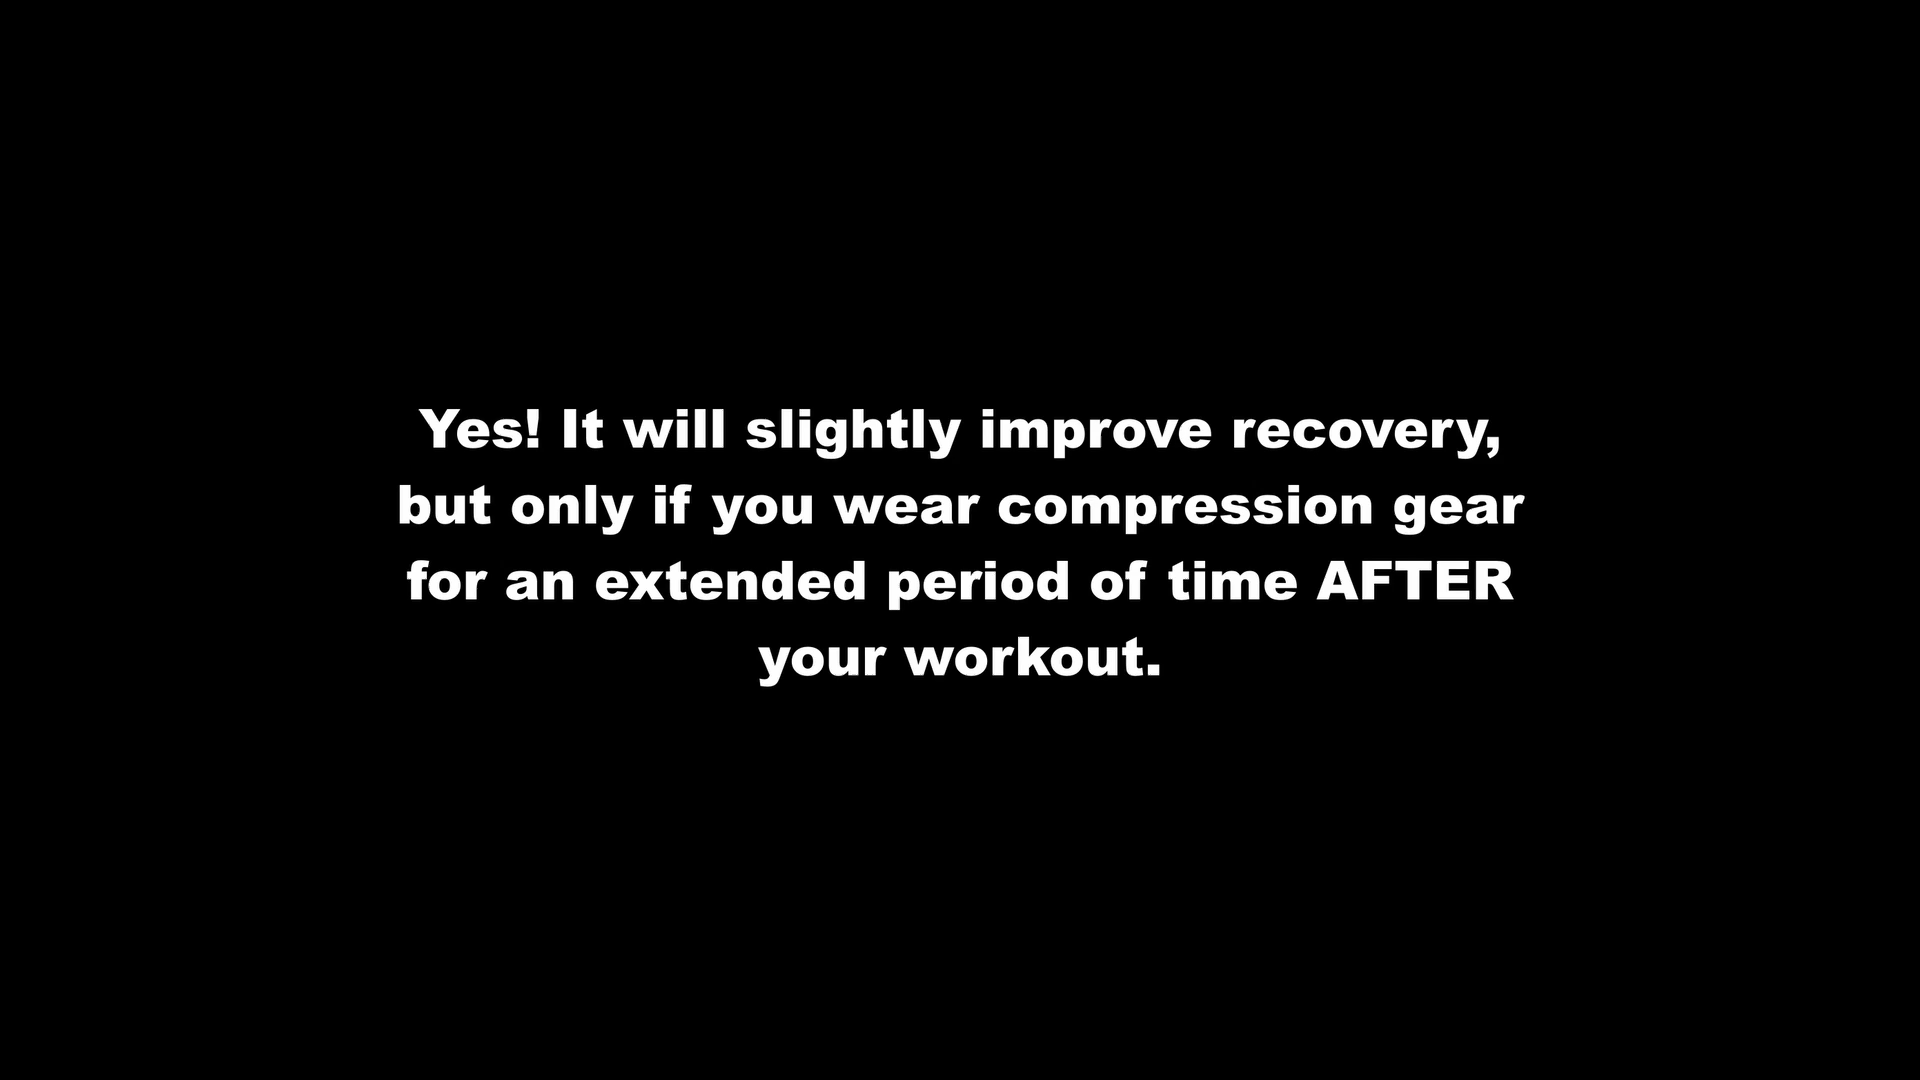 Yes! It will slightly improve recovery,
but only if you wear compression gear
for an extended period of time AFTER
your workout.